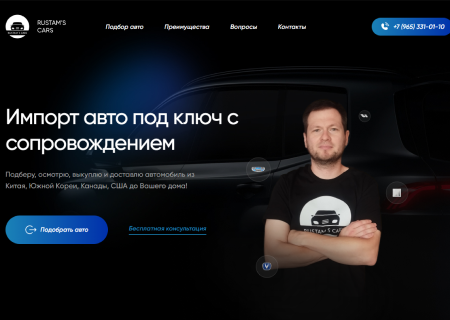 RUSTAM'S
CARS
Подбор авто
Преимущества
Вопросы
Контакты
+7 (965) 331-01-10
Импорт авто под ключ с
сопровождением
Подберу, осмотрю, выкуплю и доставлю автомобиль из
Китая, Южной Кореи, Канады, США до Вашего дома!
Подобрать авто
Бесплатная консультация
RUSTAM'S CARS